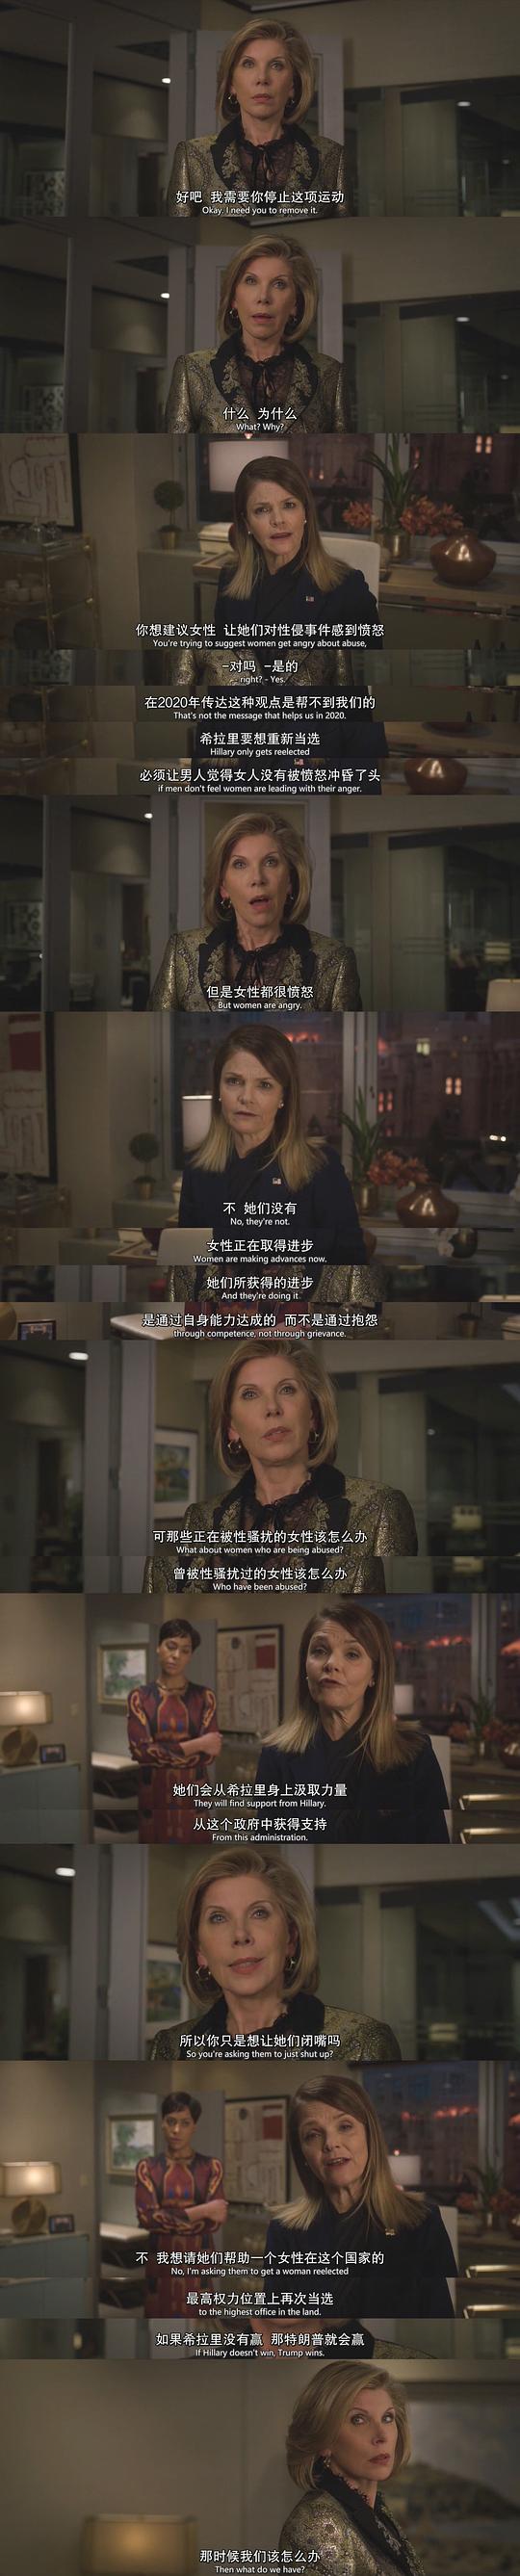 好吧 我需要你停止这项运动
Okay. I need you to remove it.
什么 为什么
What? Why?
你想建议女性 让她们对性侵事件感到愤怒
You're trying to suggest women get angry about abuse,
-对吗 -是的
right? - Yes.
在2020年传达这种观点是帮不到我们的
That's not the message that helps us in 2020.
希拉里要想重新当选
Hillary only gets reelected
必须让男人觉得女人没有被愤怒冲昏了头
if men don't feel women are leading with their anger.
但是女性都很愤怒
But women are angry.
不 她们没有
No, they're not.
女性正在取得进步
Women are making advances now.
她们所获得的进步
And they're doing it
是通过自身能力达成的 而不是通过抱怨
through competence, not through grievance.
可那些正在被性骚扰的女性该怎么办
What about women who are being abused?
曾被性骚扰过的女性该怎么办
Who have been abused?
她们会从希拉里身上汲取力量
They will find support from Hillary.
从这个政府中获得支持
From this administration.
所以你只是想让她们闭嘴吗
So you're asking them to just shut up?
不 我想请她们帮助一个女性在这个国家的
No, I'm asking them to get a woman reelected
最高权力位置上再次当选
to the highest office in the land.
如果希拉里没有赢 那特朗普就会赢
If Hillary doesn't win, Trump wins.
那时候我们该怎么办
Then what do we have?